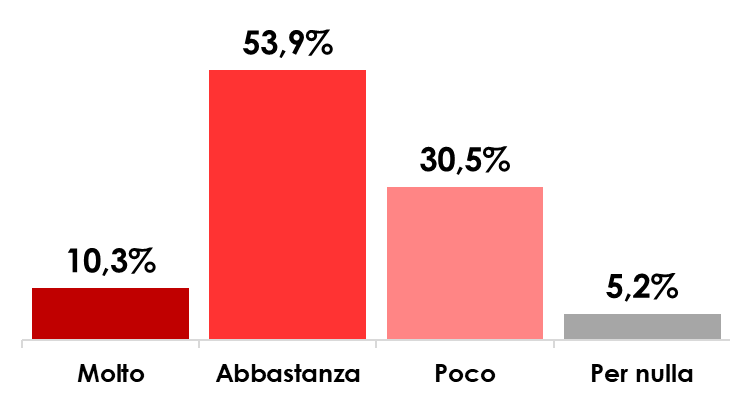 53,9%
30,5%
10,3%
5,2%
Molto Abbastanza Poco Per nulla